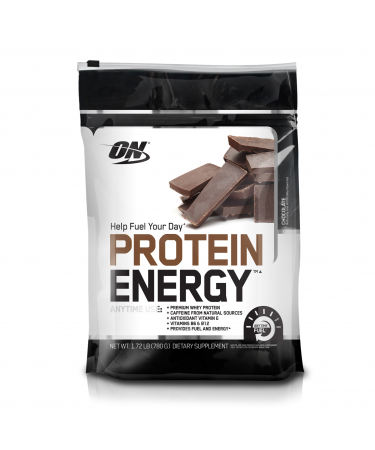 ON
CHOCOLATE
Help Fuel Your Day*
PROTEIN
ENERGY™▲
ANYTIME USE:
• PREMIUM WHEY PROTEIN
• CAFFEINE FROM NATURAL SOURCES
• ANTIOXIDANT VITAMIN E
• VITAMINS B6 & B12
• PROVIDES FUEL AND ENERGY*
NET WT. 1.72 LB (780 G) DIETARY SUPPLEMENT